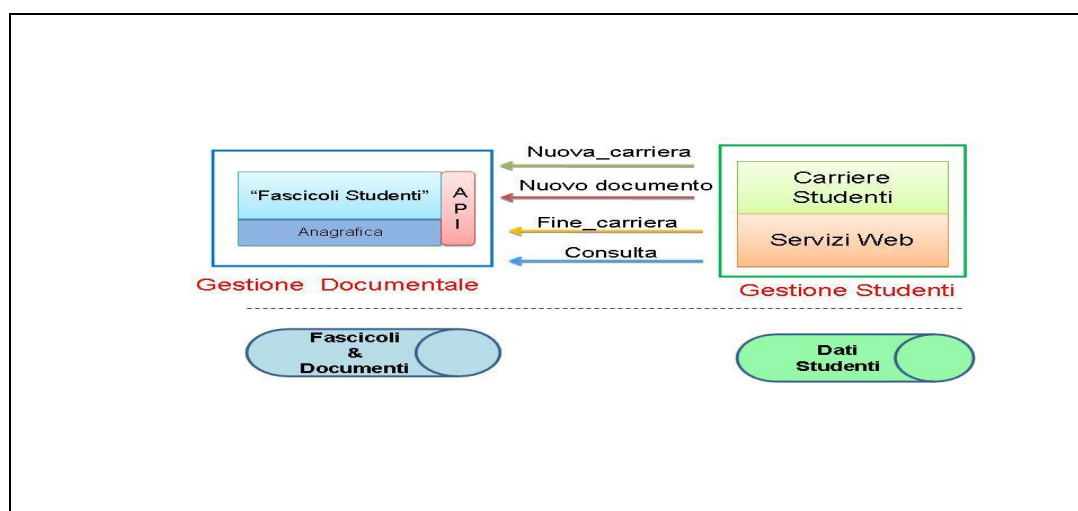 Nuova_carriera
Nuovo documento
Fine_carriera
Consulta
“Fascicoli Studenti”
Anagrafica
A
P
I
Gestione Documentale
Carriere
Studenti
Servizi Web
Gestione Studenti
Fascicoli
&
Documenti
Dati
Studenti